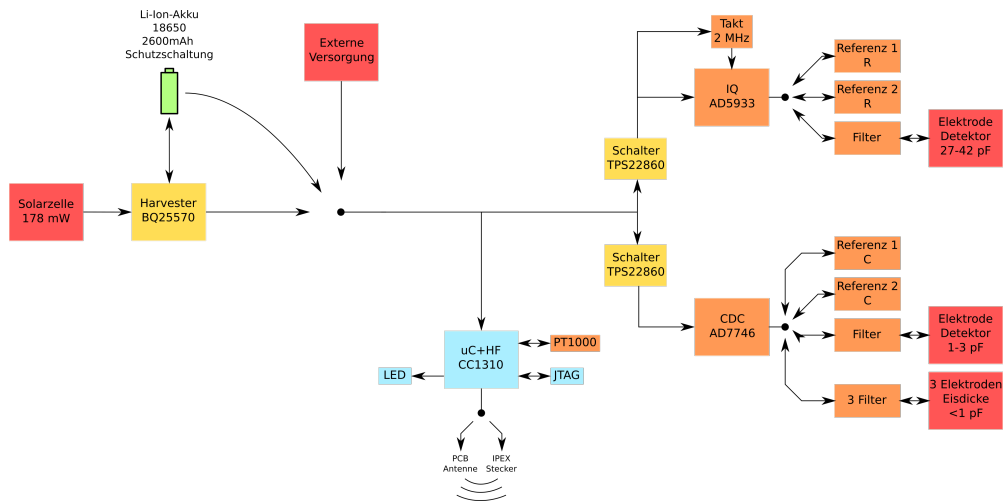 Li-Ion-Akku
18650
2600mAh
Schutzschaltung
Externe
Versorgung
Solarzelle
178 mW
Harvester
BQ25570
Takt
2 MHz
IQ
AD5933
Referenz 1
R
Referenz 2
R
Filter
Elektrode
Detektor
27-42 pF
Schalter
TPS22860
Schalter
TPS22860
CDC
AD7746
Referenz 1
C
Referenz 2
C
Filter
Elektrode
Detektor
1-3 pF
3 Filter
3 Elektroden
Eisdicke
<1 pF
uC+HF
CC1310
PT1000
LED
JTAG
PCB
Antenne
IPEX
Stecker